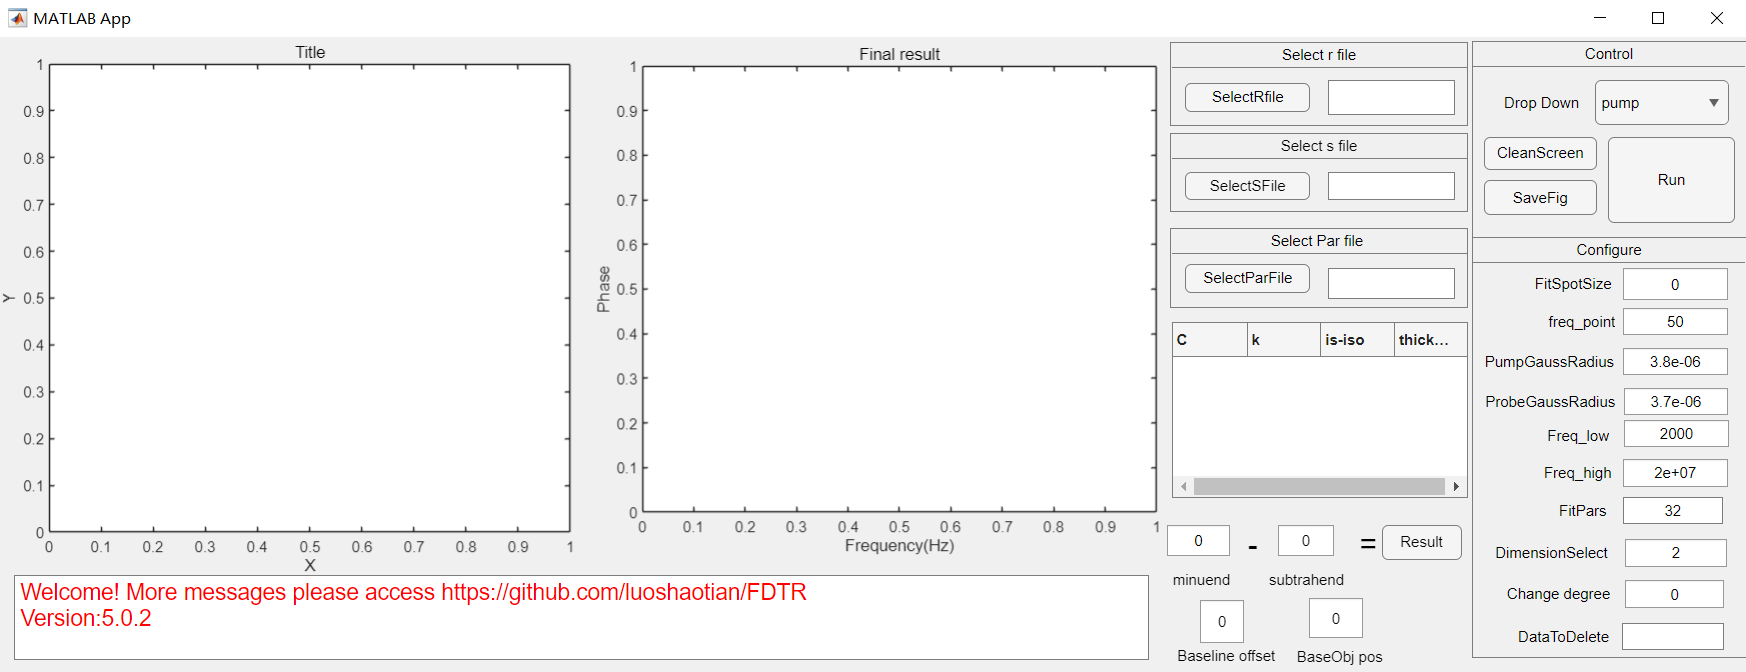 MATLAB App
Title
1
0.9
0.8
0.7
0.6
0.5
0.4
0.3
0.2
0.1
0
Y
0 0.1 0.2 0.3 0.4 0.5 0.6 0.7 0.8 0.9 1
X
Final result
1
0.9
0.8
0.7
0.6
0.5
0.4
0.3
0.2
0.1
0
Phase
0 0.1 0.2 0.3 0.4 0.5 0.6 0.7 0.8 0.9 1
Frequency(Hz)
Welcome! More messages please access https://github.com/luoshaotian/FDTR
Version:5.0.2
Select r file
SelectRfile
Select s file
SelectSFile
Select Par file
SelectParFile
C k is-iso thick...
0 - 0 = Result
minuend subtrahend
0 0
Baseline offset BaseObj pos
Control
Drop Down pump
CleanScreen
SaveFig
Run
Configure
FitSpotSize 0
freq_point 50
PumpGaussRadius 3.8e-06
ProbeGaussRadius 3.7e-06
Freq_low 2000
Freq_high 2e+07
FitPars 32
DimensionSelect 2
Change degree 0
DataToDelete